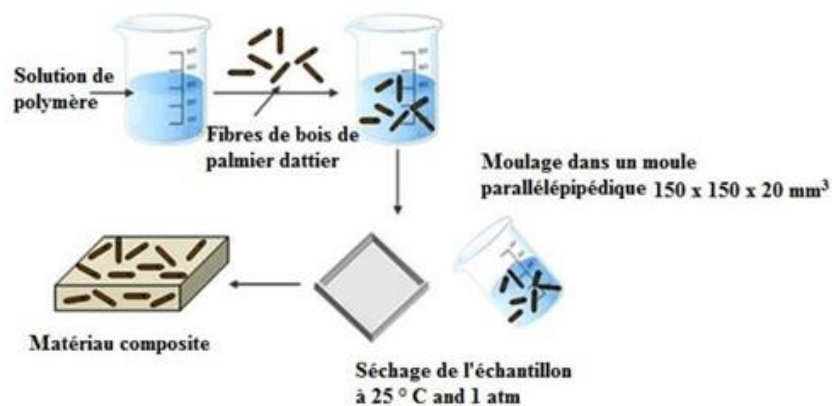 Solution de
polymère
Fibres de bois de
palmier dattier
Moulage dans un moule
parallélépipédique 150 x 150 x 20 mm³
Matériau composite
Séchage de l'échantillon
à 25 ° C and 1 atm